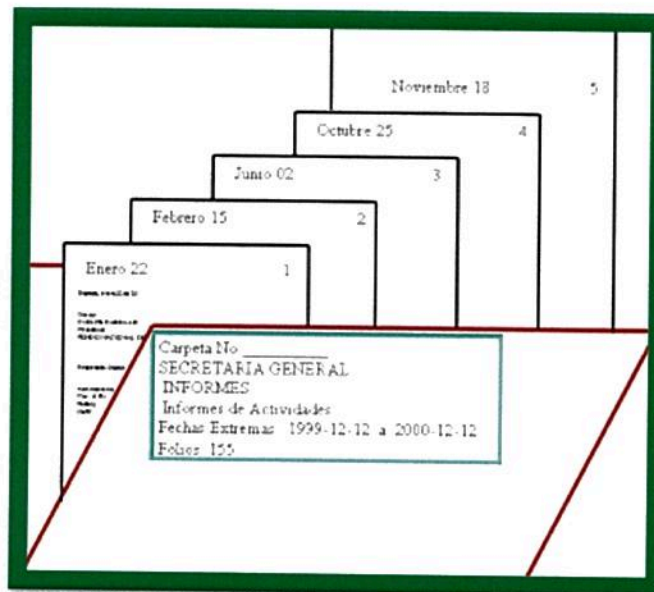 Noviembre 18 5
Octubre 25 4
Junio 02 3
Febrero 15 2
Enero 22 1
Carpeta No
SECRETARIA GENERAL
INFORMES
Informes de Actividades
Fechas Extremas 1999-12-12 a 2000-12-12
Folios 155